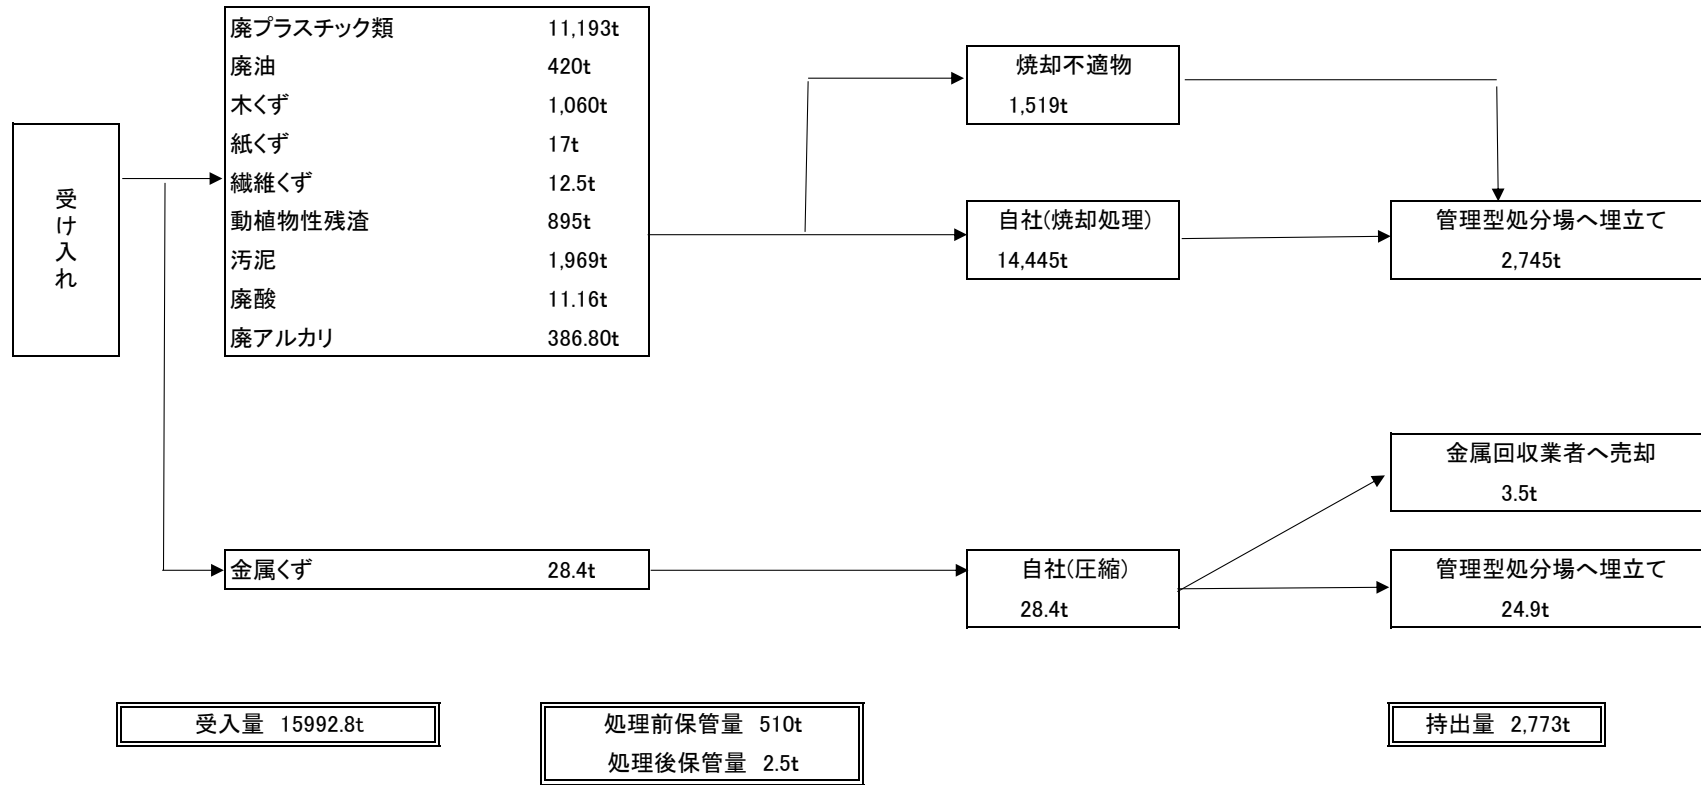 受け入れ
廃プラスチック類 11,193t
廃油 420t
木くず 1,060t
紙くず 17t
繊維くず 12.5t
動植物性残渣 895t
汚泥 1,969t
廃酸 11.16t
廃アルカリ 386.80t
焼却不適物
1,519t
自社(焼却処理)
14,445t
管理型処分場へ埋立て
2,745t
金属くず 28.4t
自社(圧縮)
28.4t
金属回収業者へ売却
3.5t
管理型処分場へ埋立て
24.9t
受入量 15992.8t
処理前保管量 510t
処理後保管量 2.5t
持出量 2,773t